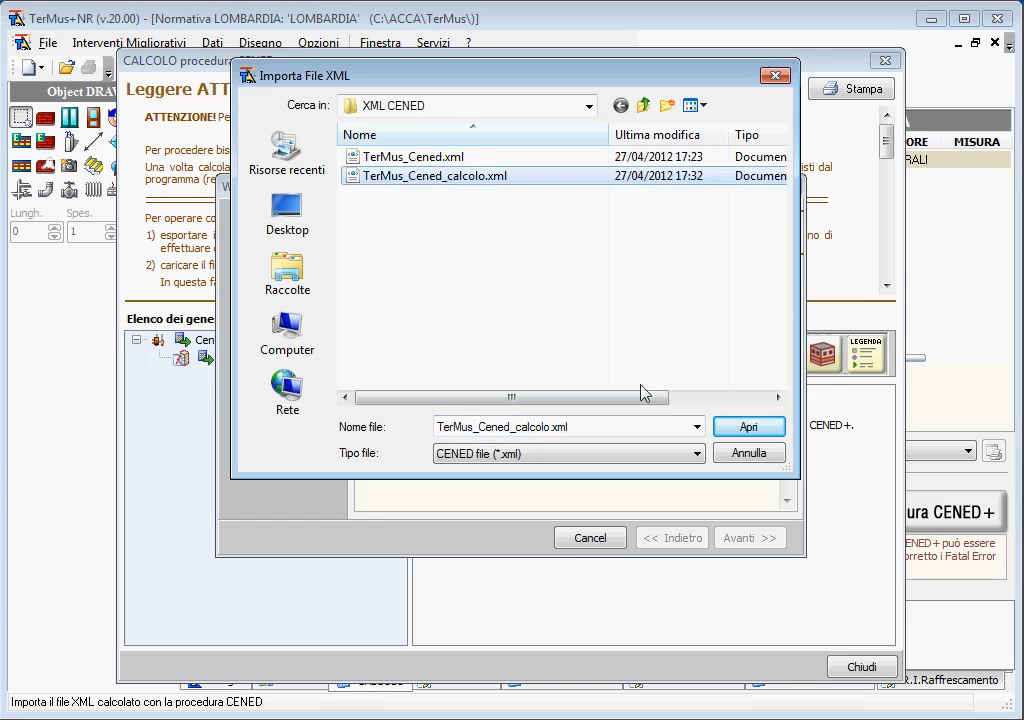 TerMus+NR (v.20.00) - [Normativa LOMBARDIA: 'LOMBARDIA' (C:\ACCA\TerMus\)]
File Interventi Migliorativi Dati Disegno Opzioni Finestra Servizi ?
CALCOLO procedura CENED
Object DRAW
Leggere ATT
Stampa
ATTENZIONE! Per
Per procedere bis
Una volta calcola
programma (re
isti dal
Per operare co
1) esportare i
effettuare
no di
2) caricare il fi
In questa fa
Lungh. Spes.
0 1
Elenco dei gene
Cen
Importa File XML
Cerca in: XML CENED
Nome Ultima modifica Tipo
TerMus_Cened.xml 27/04/2012 17:23 Documen
TerMus_Cened_calcolo.xml 27/04/2012 17:32 Documen
Risorse recenti
Desktop
Raccolte
Computer
Rete
Nome file: TerMus_Cened_calcolo.xml Apri
Tipo file: CENED file (*.xml) Annulla
Cancel << Indietro Avanti >>
LEGENDA
CENED+.
ORE MISURA
RALI
ura CENED+
ENED+ può essere
orretto i Fatal Error
Chiudi
R.I.Raffrescamento
Importa il file XML calcolato con la procedura CENED